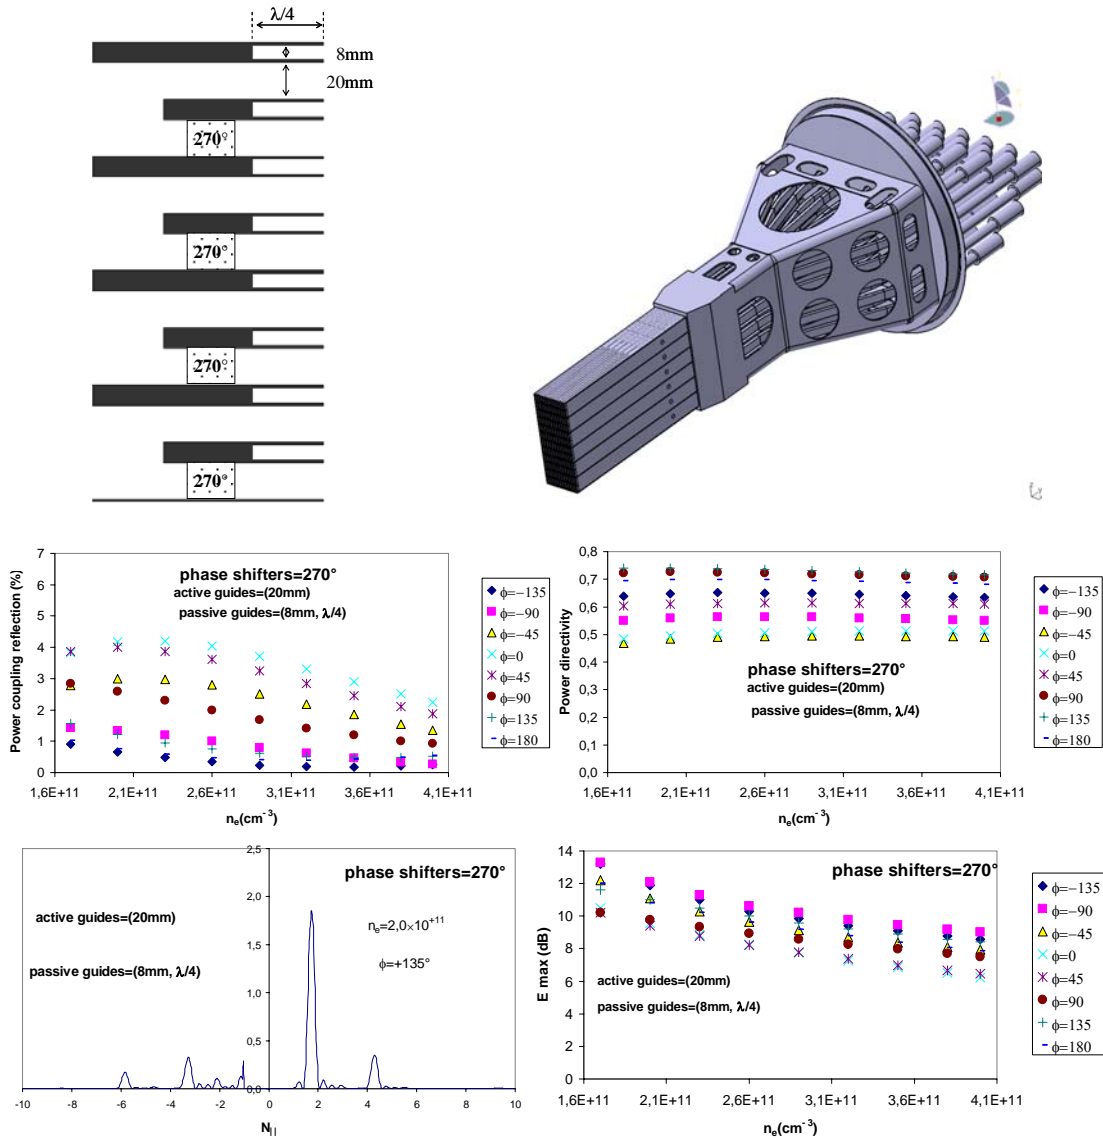 λ/4
8mm
20mm
270°
270°
270°
270°
7
6
5
4
3
2
1
0
Power coupling reflection (%)
phase shifters=270°
active guides=(20mm)
passive guides=(8mm, λ/4)
1,6E+11
2,1E+11
2,6E+11
3,1E+11
3,6E+11
4,1E+11
nₑ(cm⁻³)
ϕ=−135
ϕ=−90
ϕ=−45
ϕ=0
ϕ=45
ϕ=90
ϕ=135
ϕ=180
0,8
0,7
0,6
0,5
0,4
0,3
0,2
0,1
0,0
Power directivity
phase shifters=270°
active guides=(20mm)
passive guides=(8mm, λ/4)
1,6E+11
2,1E+11
2,6E+11
3,1E+11
3,6E+11
4,1E+11
nₑ(cm⁻³)
ϕ=−135
ϕ=−90
ϕ=−45
ϕ=0
ϕ=45
ϕ=90
ϕ=135
ϕ=180
2,5
2,0
1,5
1,0
0,5
0,0
phase shifters=270°
active guides=(20mm)
nₑ=2,0×10⁺¹¹
ϕ=+135°
passive guides=(8mm, λ/4)
-10
-8
-6
-4
-2
0
2
4
6
8
10
N||
14
12
10
8
6
4
2
0
E max (dB)
phase shifters=270°
active guides=(20mm)
passive guides=(8mm, λ/4)
1,6E+11
2,1E+11
2,6E+11
3,1E+11
3,6E+11
4,1E+11
nₑ(cm⁻³)
ϕ=−135
ϕ=−90
ϕ=−45
ϕ=0
ϕ=45
ϕ=90
ϕ=135
ϕ=180